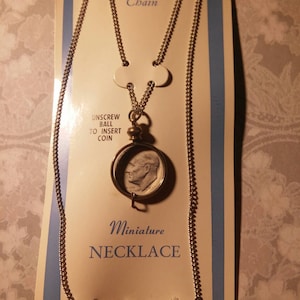 Chain
UNSCREW
BALL
TO INSERT
COIN
Miniature
NECKLACE